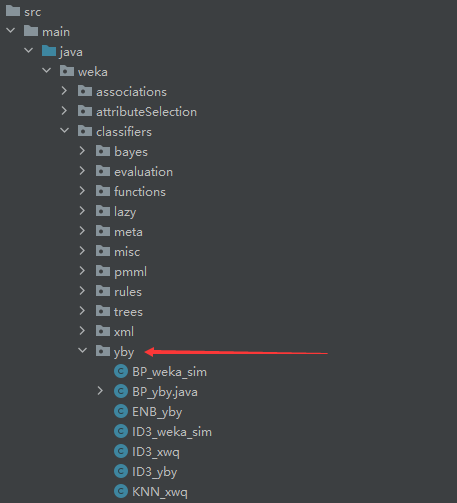 src
main
java
weka
associations
attributeSelection
classifiers
bayes
evaluation
functions
lazy
meta
misc
pmml
rules
trees
xml
yby
BP_weka_sim
BP_yby.java
ENB_yby
ID3_weka_sim
ID3_xwq
ID3_yby
KNN_xwq